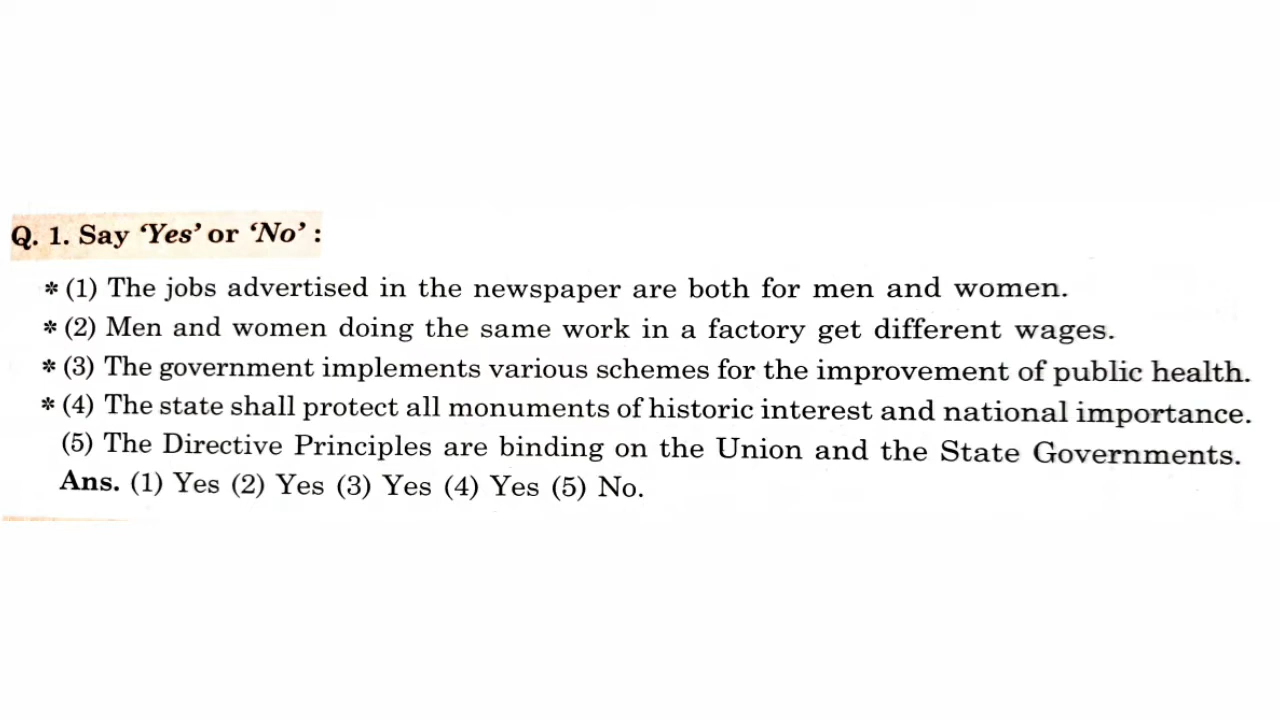 Q. 1. Say ‘Yes’ or ‘No’ :
* (1) The jobs advertised in the newspaper are both for men and women.
* (2) Men and women doing the same work in a factory get different wages.
* (3) The government implements various schemes for the improvement of public health.
* (4) The state shall protect all monuments of historic interest and national importance.
(5) The Directive Principles are binding on the Union and the State Governments.
Ans. (1) Yes (2) Yes (3) Yes (4) Yes (5) No.